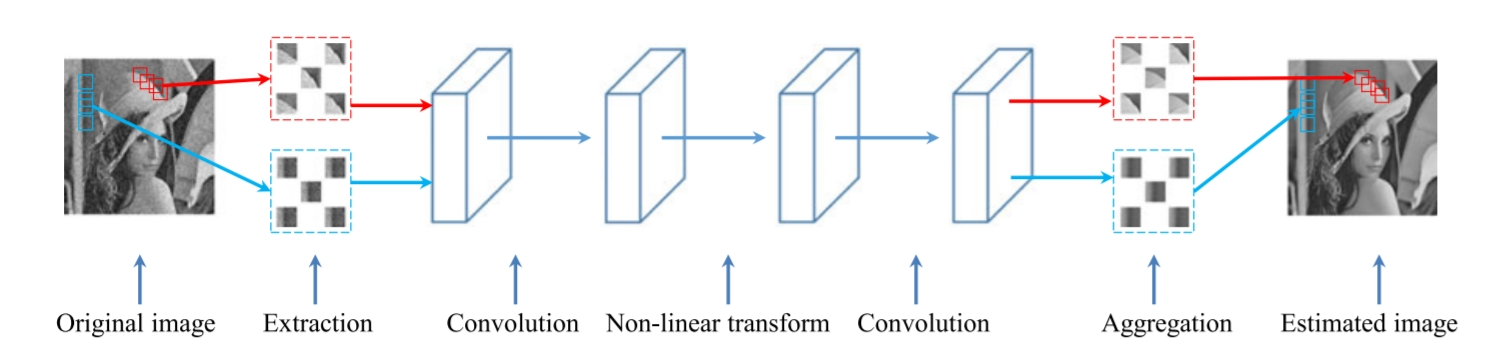 Original image Extraction Convolution Non-linear transform Convolution Aggregation Estimated image